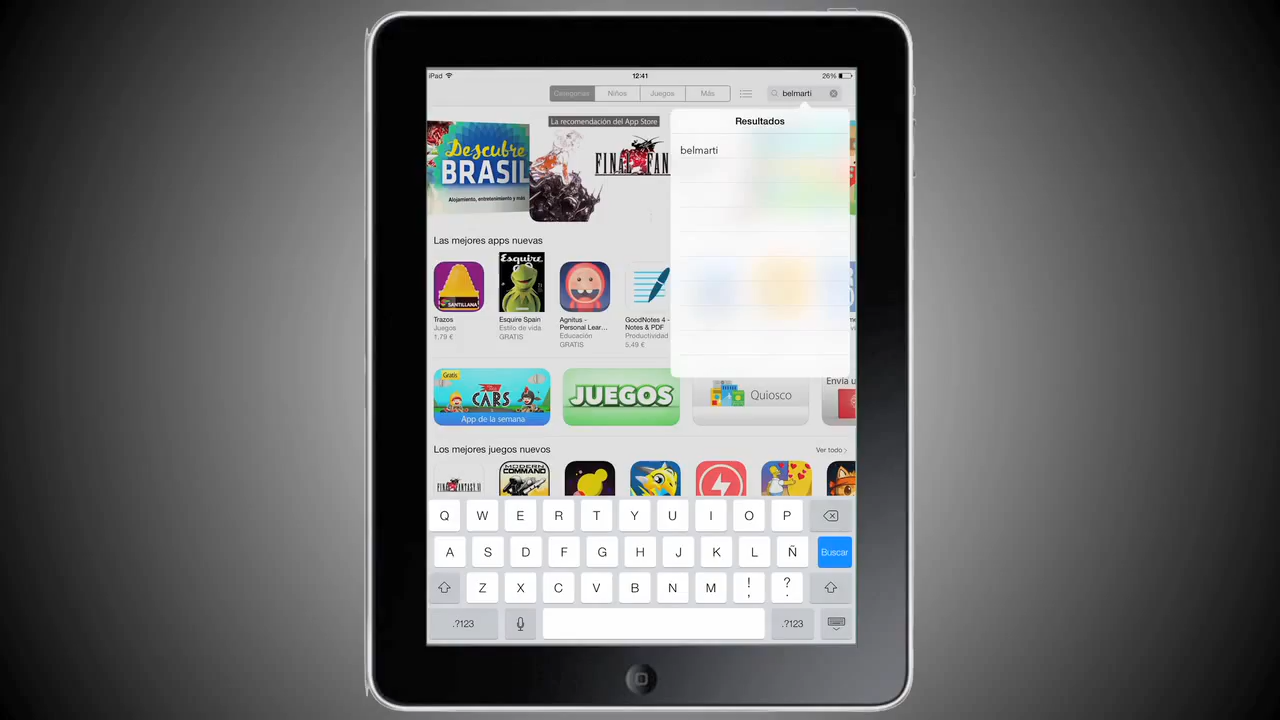 iPad 12:41 26%
Categorías Niños Juegos Más belmarti
La recomendación del App Store
Resultados
belmarti
Descubre
BRASIL
Alojamiento, entretenimiento y más
FINAL FAN
Las mejores apps nuevas
Esquire
SANTILLANA
Trazos
Juegos
1.79 €
Esquire Spain
Estilo de vida
GRATIS
Agnitus -
Personal Lear...
Educación
GRATIS
GoodNotes 4 -
Notes & PDF
Productividad
5.49 €
Gratis
CARS
App de la semana
JUEGOS
Quiosco
Envía u
Los mejores juegos nuevos
Ver todo >
FINAL FANTASY VI
MODERN
COMMAND
Q W E R T Y U I O P
A S D F G H J K L Ñ Buscar
Z X C V B N M ! , ? .
.?123 .?123